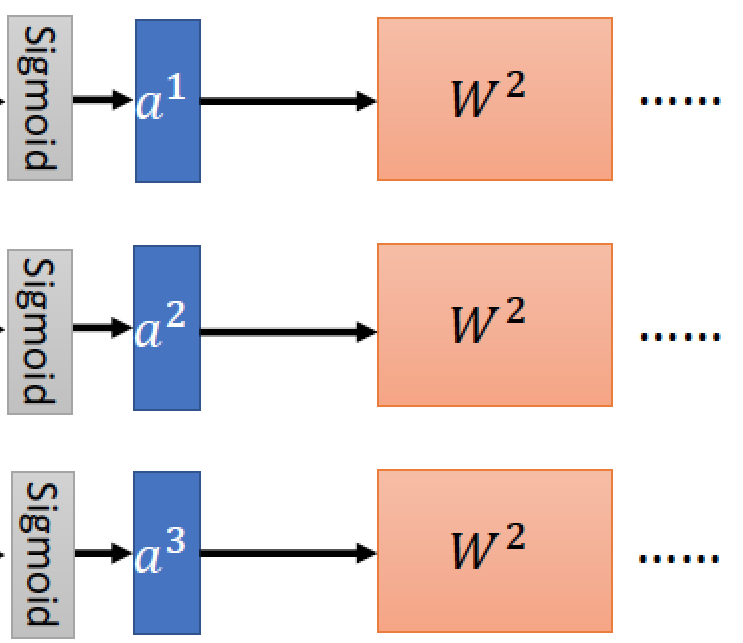 Sigmoid a¹ W² ......
Sigmoid a² W² ......
Sigmoid a³ W² ......